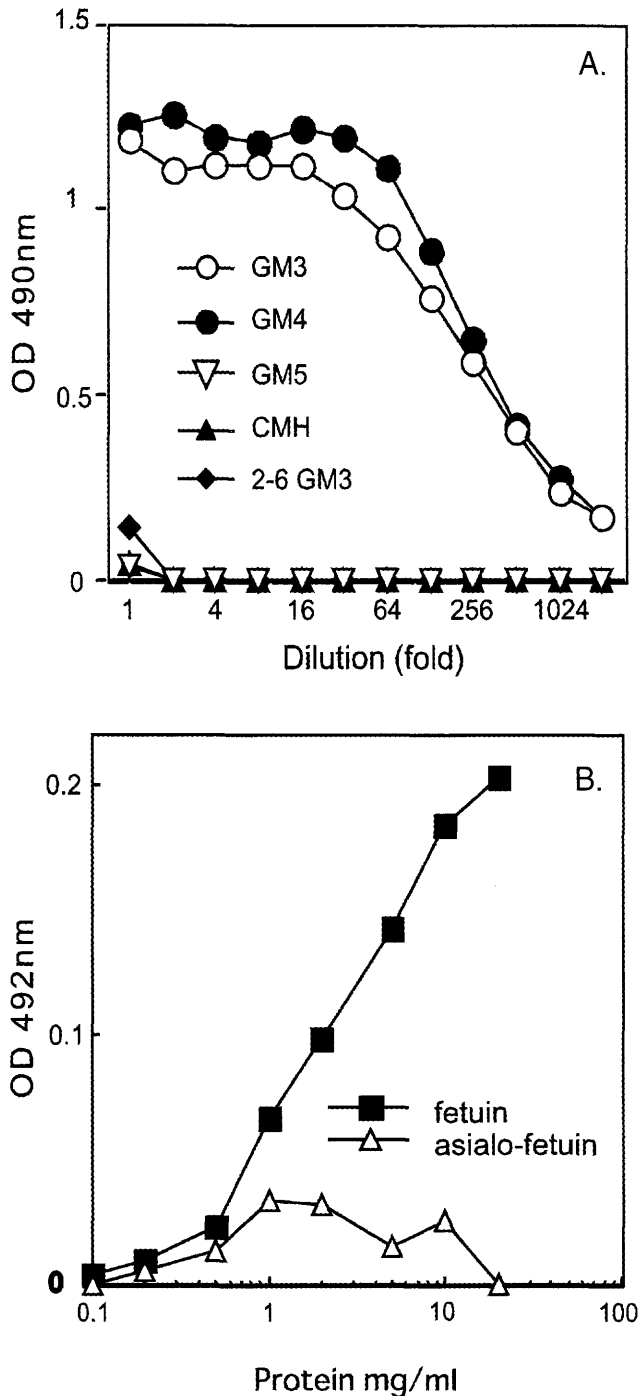 1.5
A.
1
GM3
GM4
0.5
GM5
CMH
2-6 GM3
0
1 4 16 64 256 1024
OD 490nm
Dilution (fold)
B.
0.2
0.1
fetuin
asialo-fetuin
0
0.1 1 10 100
OD 492nm
Protein mg/ml